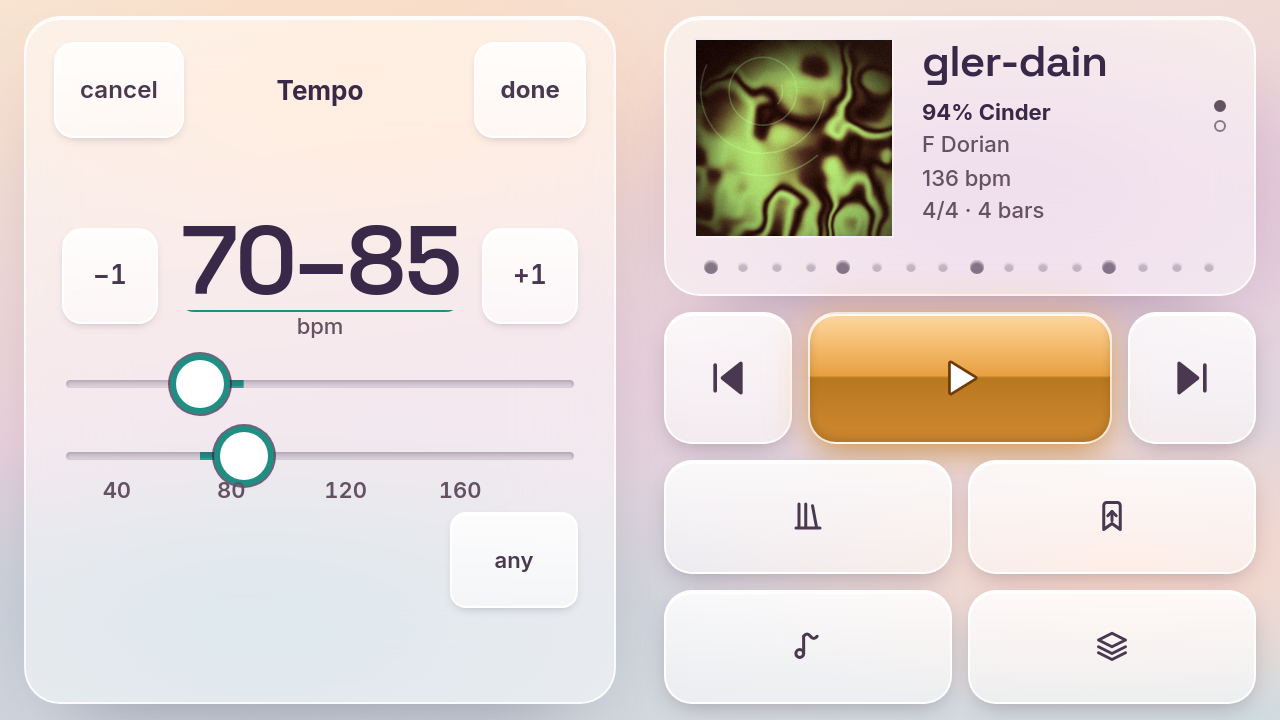 cancel
Tempo
done
–1
70–85
+1
bpm
40
80
120
160
any
gler-dain
94% Cinder
F Dorian
136 bpm
4/4 · 4 bars